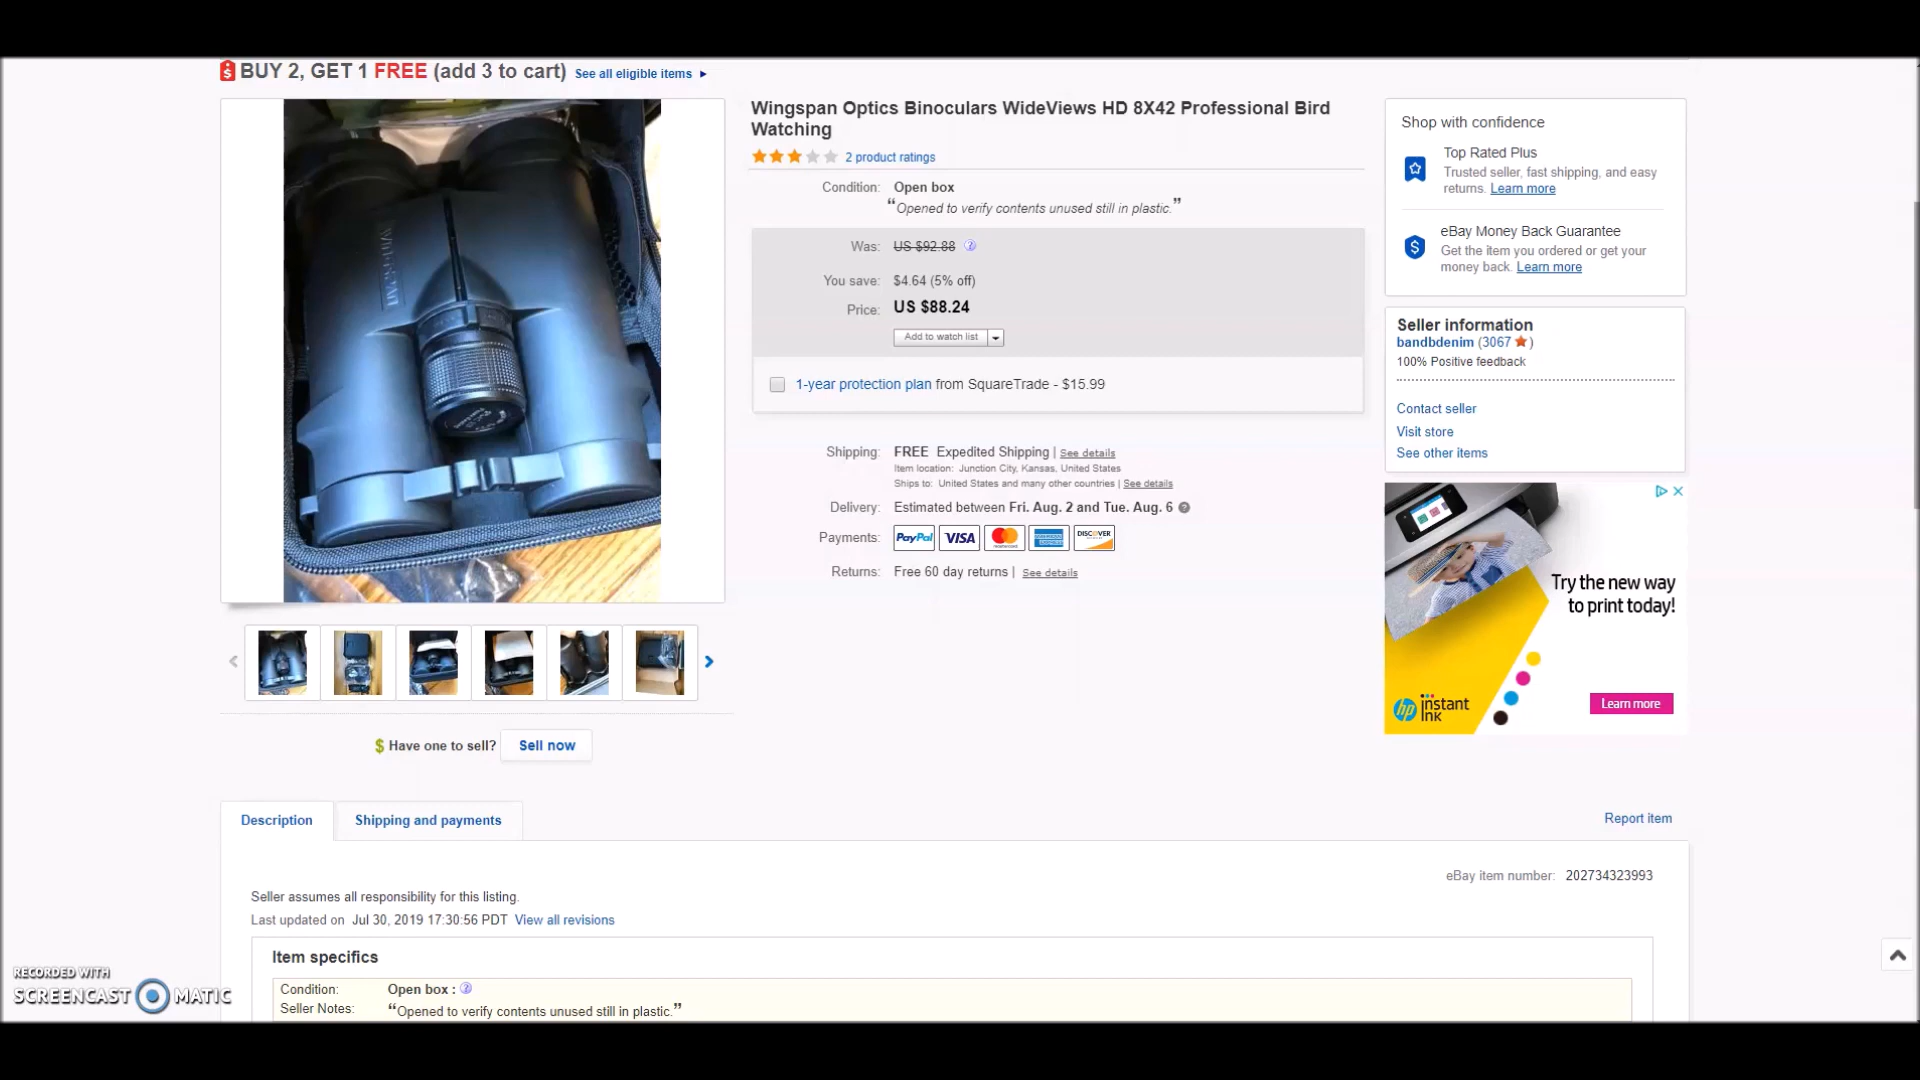 BUY 2, GET 1 FREE (add 3 to cart) See all eligible items
Wingspan Optics Binoculars WideViews HD 8X42 Professional Bird
Watching
2 product ratings
Condition: Open box
“Opened to verify contents unused still in plastic.”
Was: US $92.88
You save: $4.64 (5% off)
Price: US $88.24
Add to watch list
1-year protection plan from SquareTrade - $15.99
Shipping: FREE Expedited Shipping | See details
Item location: Junction City, Kansas, United States
Ships to: United States and many other countries | See details
Delivery: Estimated between Fri. Aug. 2 and Tue. Aug. 6
Payments: PayPal VISA DISCOVER
Returns: Free 60 day returns | See details
Shop with confidence
Top Rated Plus
Trusted seller, fast shipping, and easy
returns. Learn more
eBay Money Back Guarantee
Get the item you ordered or get your
money back. Learn more
Seller information
bandbdenim (3067)
100% Positive feedback
Contact seller
Visit store
See other items
Try the new way
to print today!
hp instant
ink
Learn more
$ Have one to sell? Sell now
Description Shipping and payments
Report item
eBay item number: 202734323993
Seller assumes all responsibility for this listing.
Last updated on Jul 30, 2019 17:30:56 PDT View all revisions
Item specifics
Condition: Open box :
Seller Notes: “Opened to verify contents unused still in plastic.”
RECORDED WITH
SCREENCAST MATIC